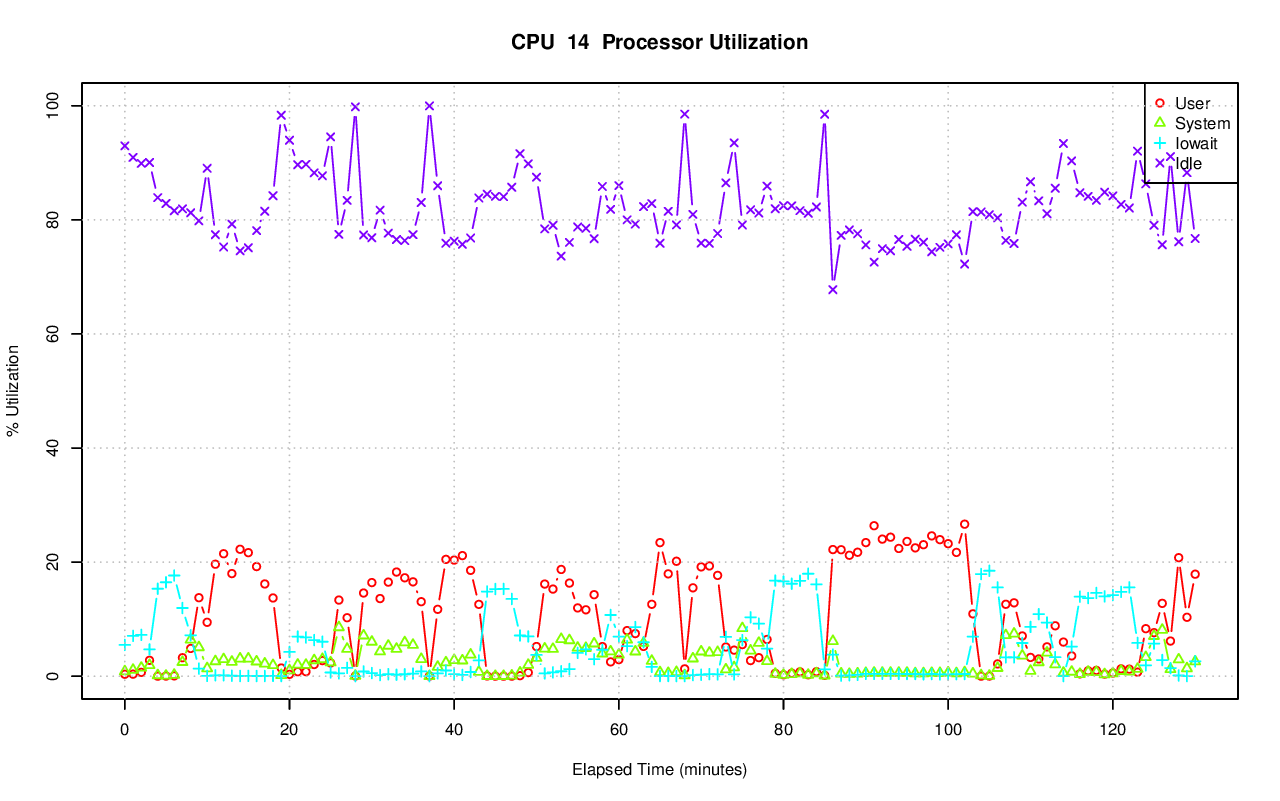 CPU 14 Processor Utilization
% Utilization
100
80
60
40
20
0
User
System
Iowait
Idle
0 20 40 60 80 100 120
Elapsed Time (minutes)